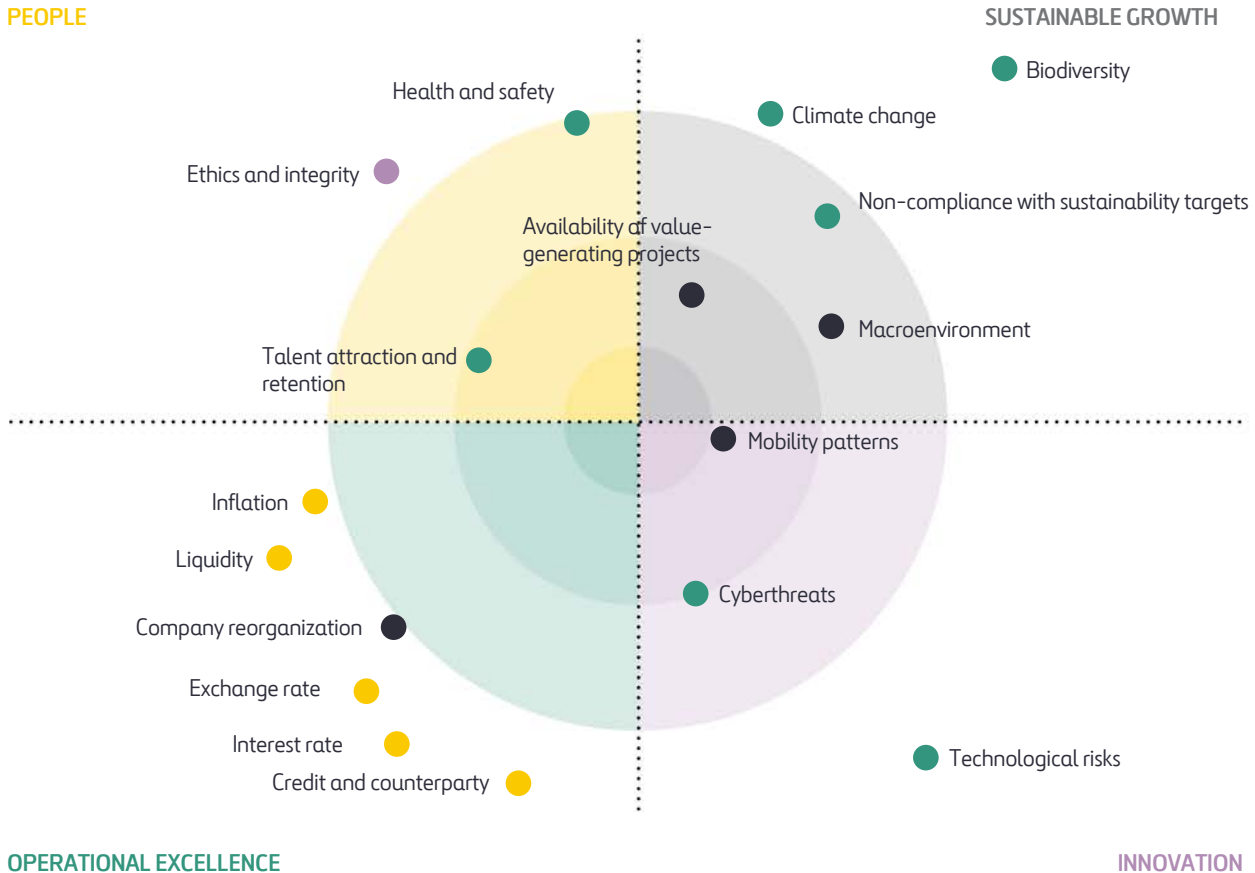 PEOPLE
SUSTAINABLE GROWTH
Biodiversity
Health and safety
Climate change
Ethics and integrity
Non-compliance with sustainability targets
Availability of value-
generating projects
Macroenvironment
Talent attraction and
retention
Mobility patterns
Inflation
Liquidity
Cyberthreats
Company reorganization
Exchange rate
Interest rate
Technological risks
Credit and counterparty
OPERATIONAL EXCELLENCE
INNOVATION